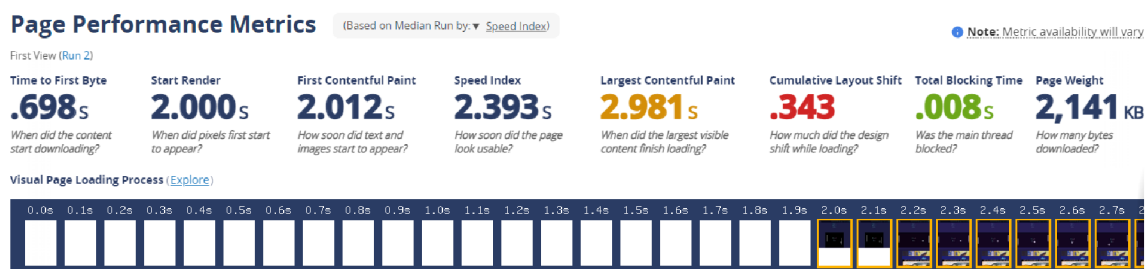 Page Performance Metrics (Based on Median Run by: ▼ Speed Index)
Note: Metric availability will vary
First View (Run 2)
Time to First Byte Start Render First Contentful Paint Speed Index Largest Contentful Paint Cumulative Layout Shift Total Blocking Time Page Weight
.698s 2.000s 2.012s 2.393s 2.981s .343 .008s 2,141 KB
When did the content When did pixels first start How soon did text and How soon did the page When did the largest visible How much did the design Was the main thread How many bytes
start downloading? to appear? images start to appear? look usable? content finish loading? shift while loading? blocked? downloaded?
Visual Page Loading Process (Explore)
0.0s 0.1s 0.2s 0.3s 0.4s 0.5s 0.6s 0.7s 0.8s 0.9s 1.0s 1.1s 1.2s 1.3s 1.4s 1.5s 1.6s 1.7s 1.8s 1.9s 2.0s 2.1s 2.2s 2.3s 2.4s 2.5s 2.6s 2.7s